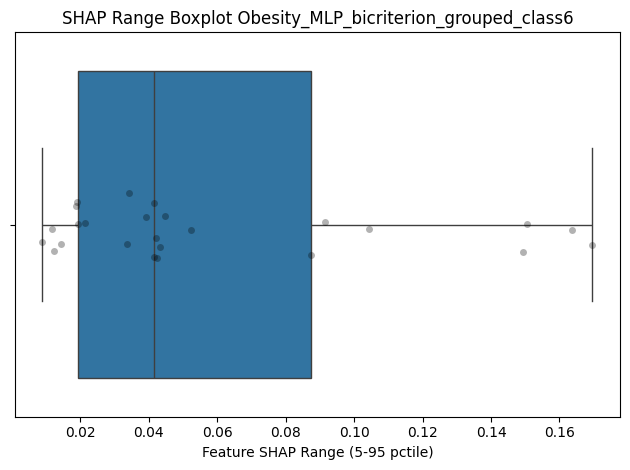 SHAP Range Boxplot Obesity_MLP_bicriterion_grouped_class6
0.02 0.04 0.06 0.08 0.10 0.12 0.14 0.16
Feature SHAP Range (5-95 pctile)